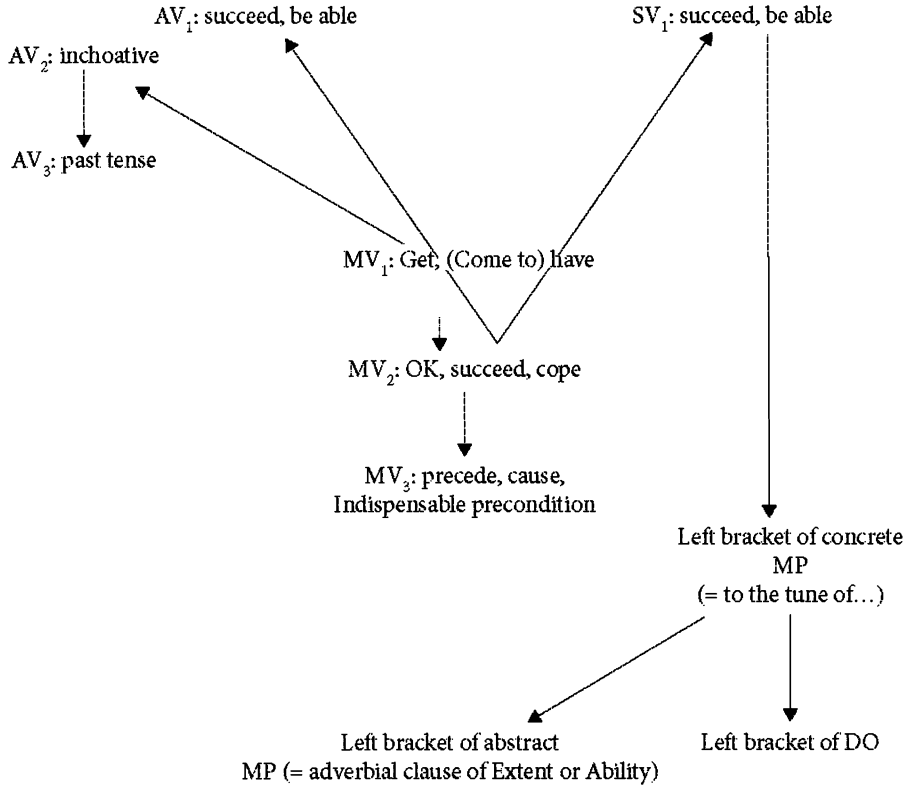 AV₁: succeed, be able
SV₁: succeed, be able
AV₂: inchoative
AV₃: past tense
MV₁: Get, (Come to) have
MV₂: OK, succeed, cope
MV₃: precede, cause,
Indispensable precondition
Left bracket of concrete
MP
(= to the tune of…)
Left bracket of abstract
MP (= adverbial clause of Extent or Ability)
Left bracket of DO